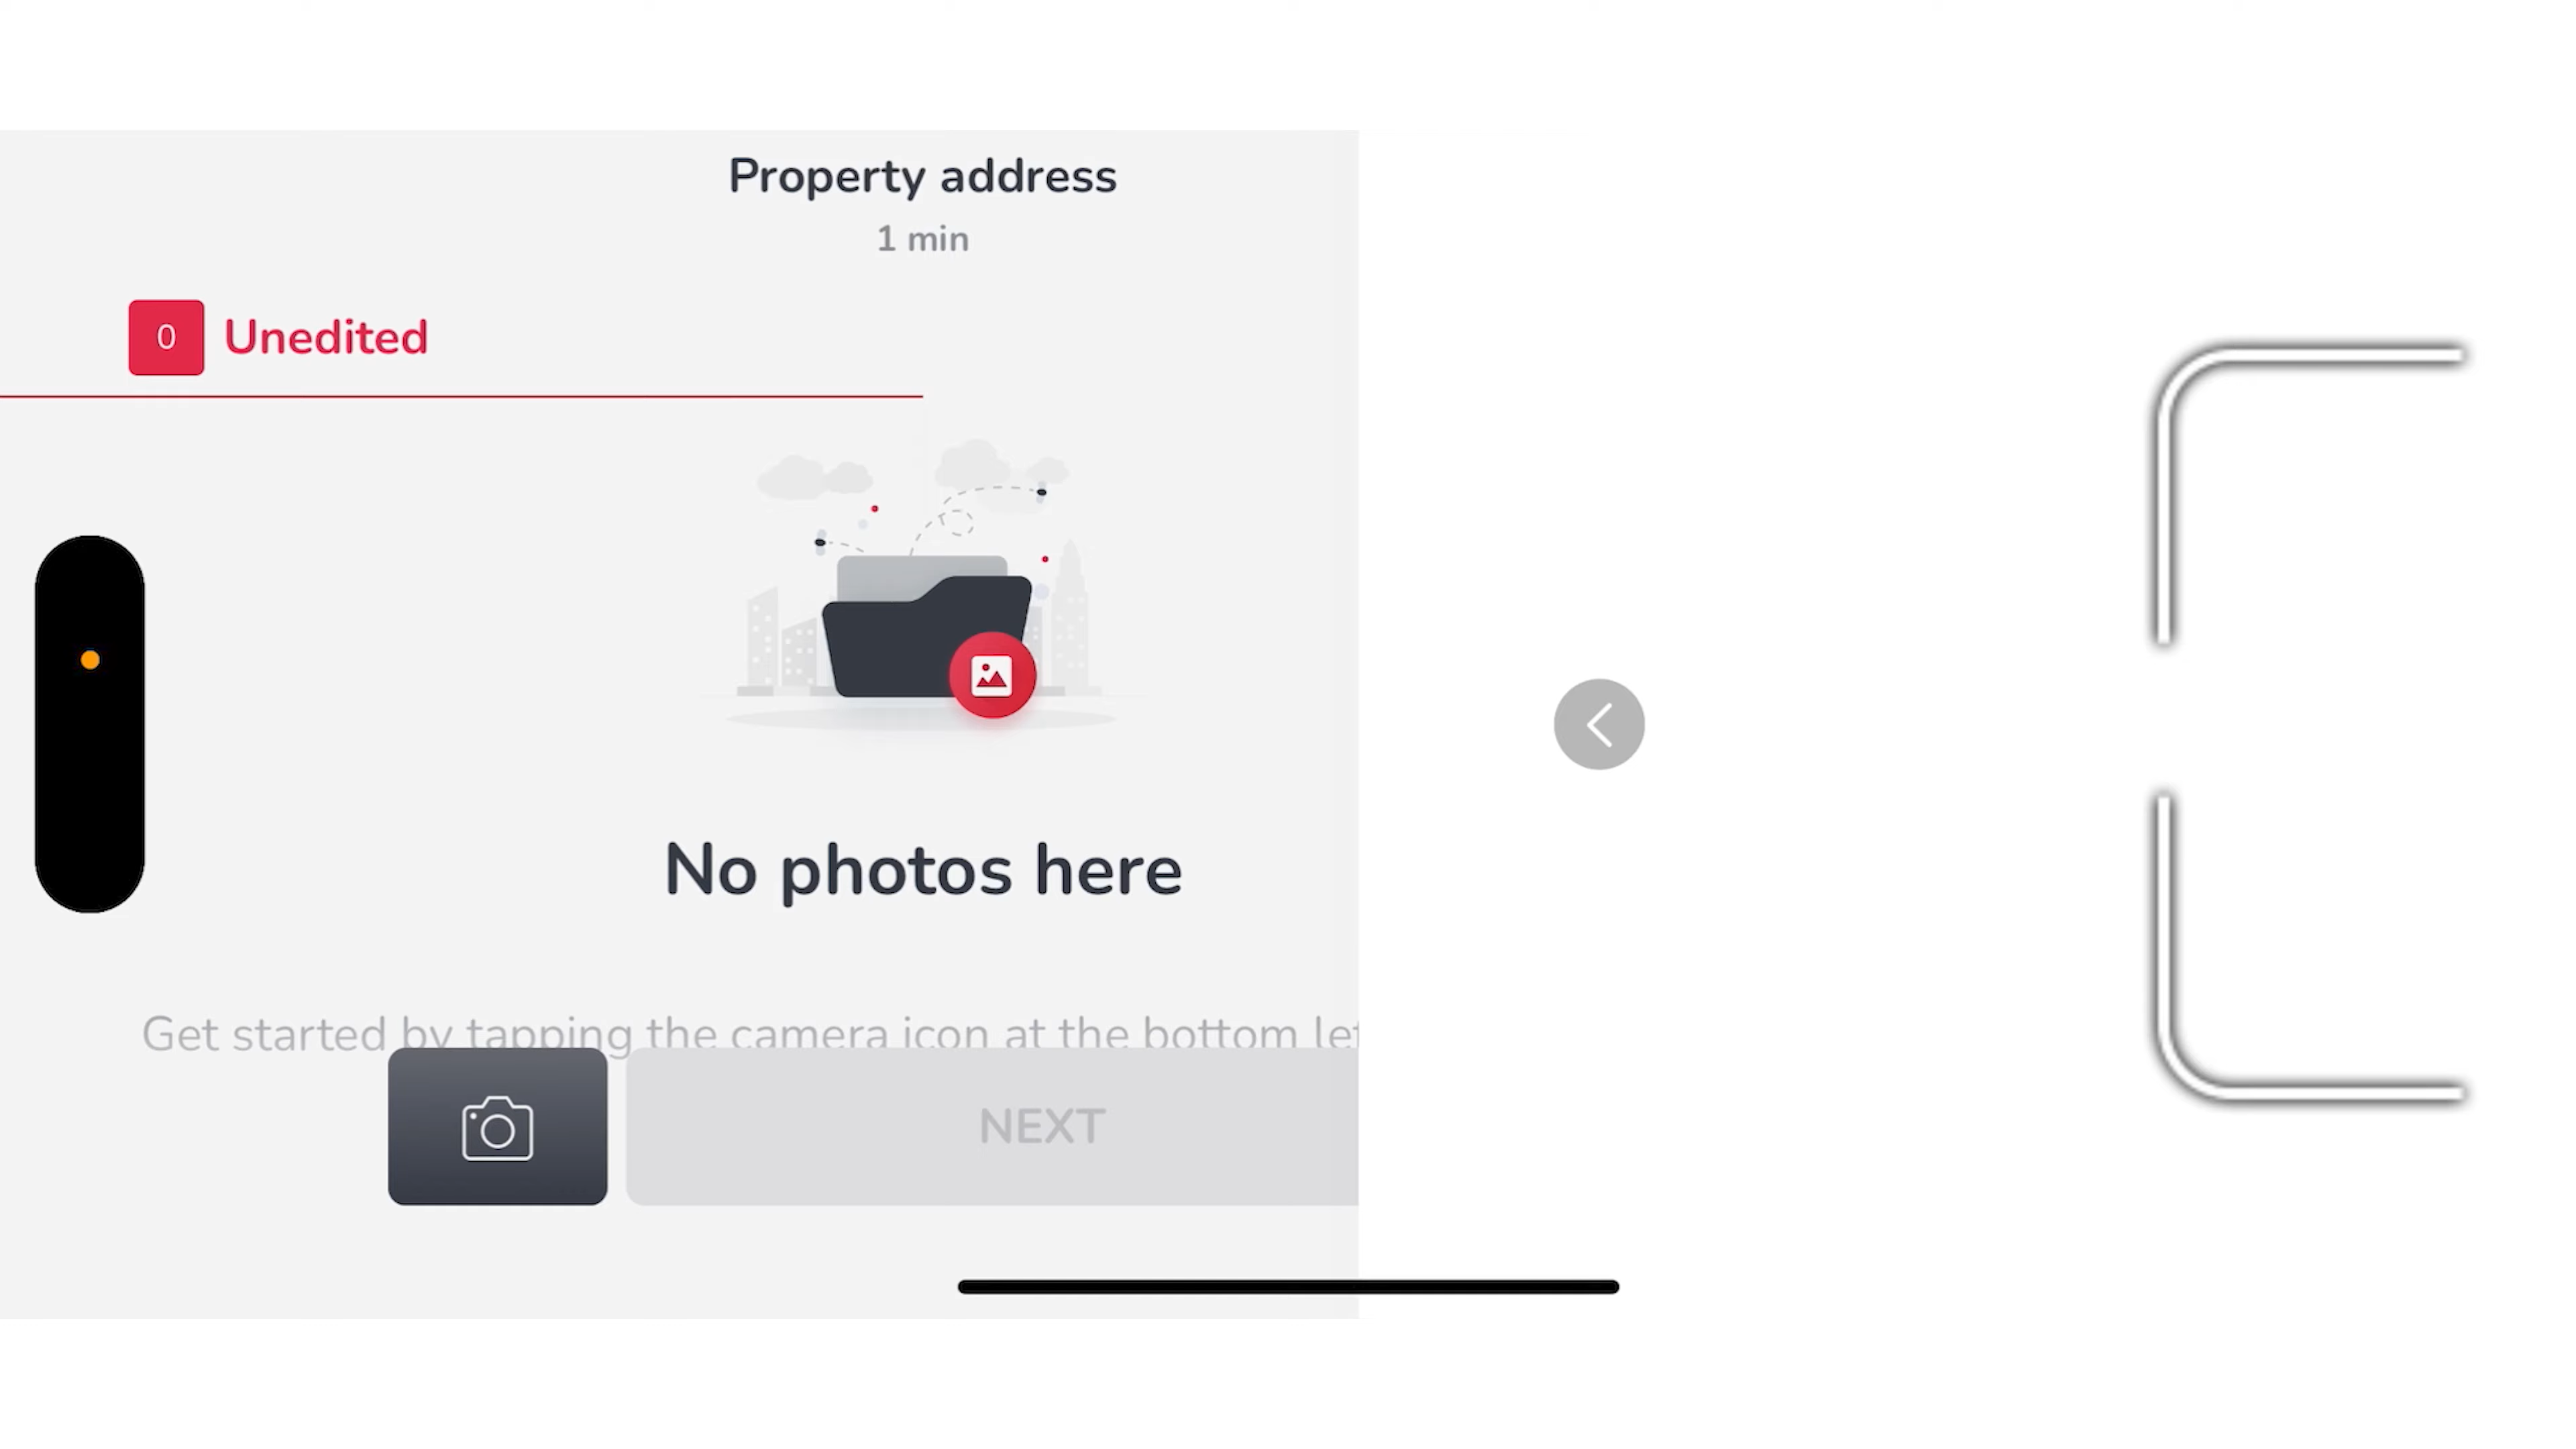 Property address
1 min
0 Unedited
No photos here
Get started by tapping the camera icon at the bottom
NEXT